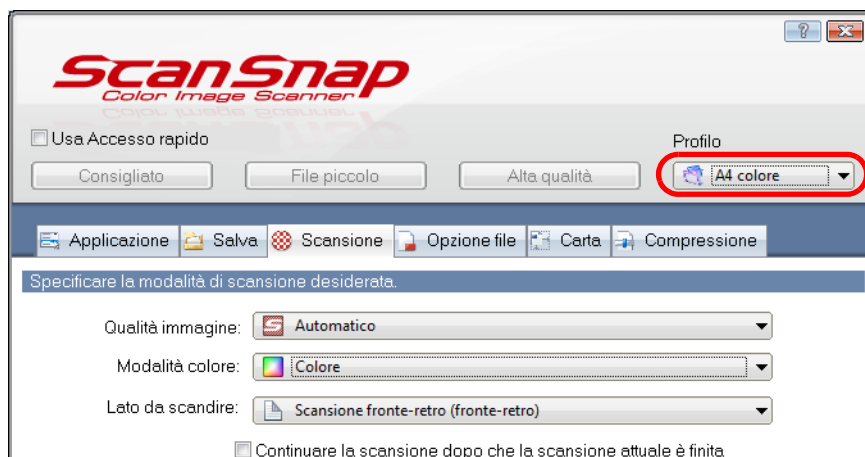 ScanSnap
Color Image Scanner
Usa Accesso rapido
Profilo
Consigliato File piccolo Alta qualità A4 colore
Applicazione Salva Scansione Opzione file Carta Compressione
Specificare la modalità di scansione desiderata.
Qualità immagine: Automatico
Modalità colore: Colore
Lato da scandire: Scansione fronte-retro (fronte-retro)
Continuare la scansione dopo che la scansione attuale è finita